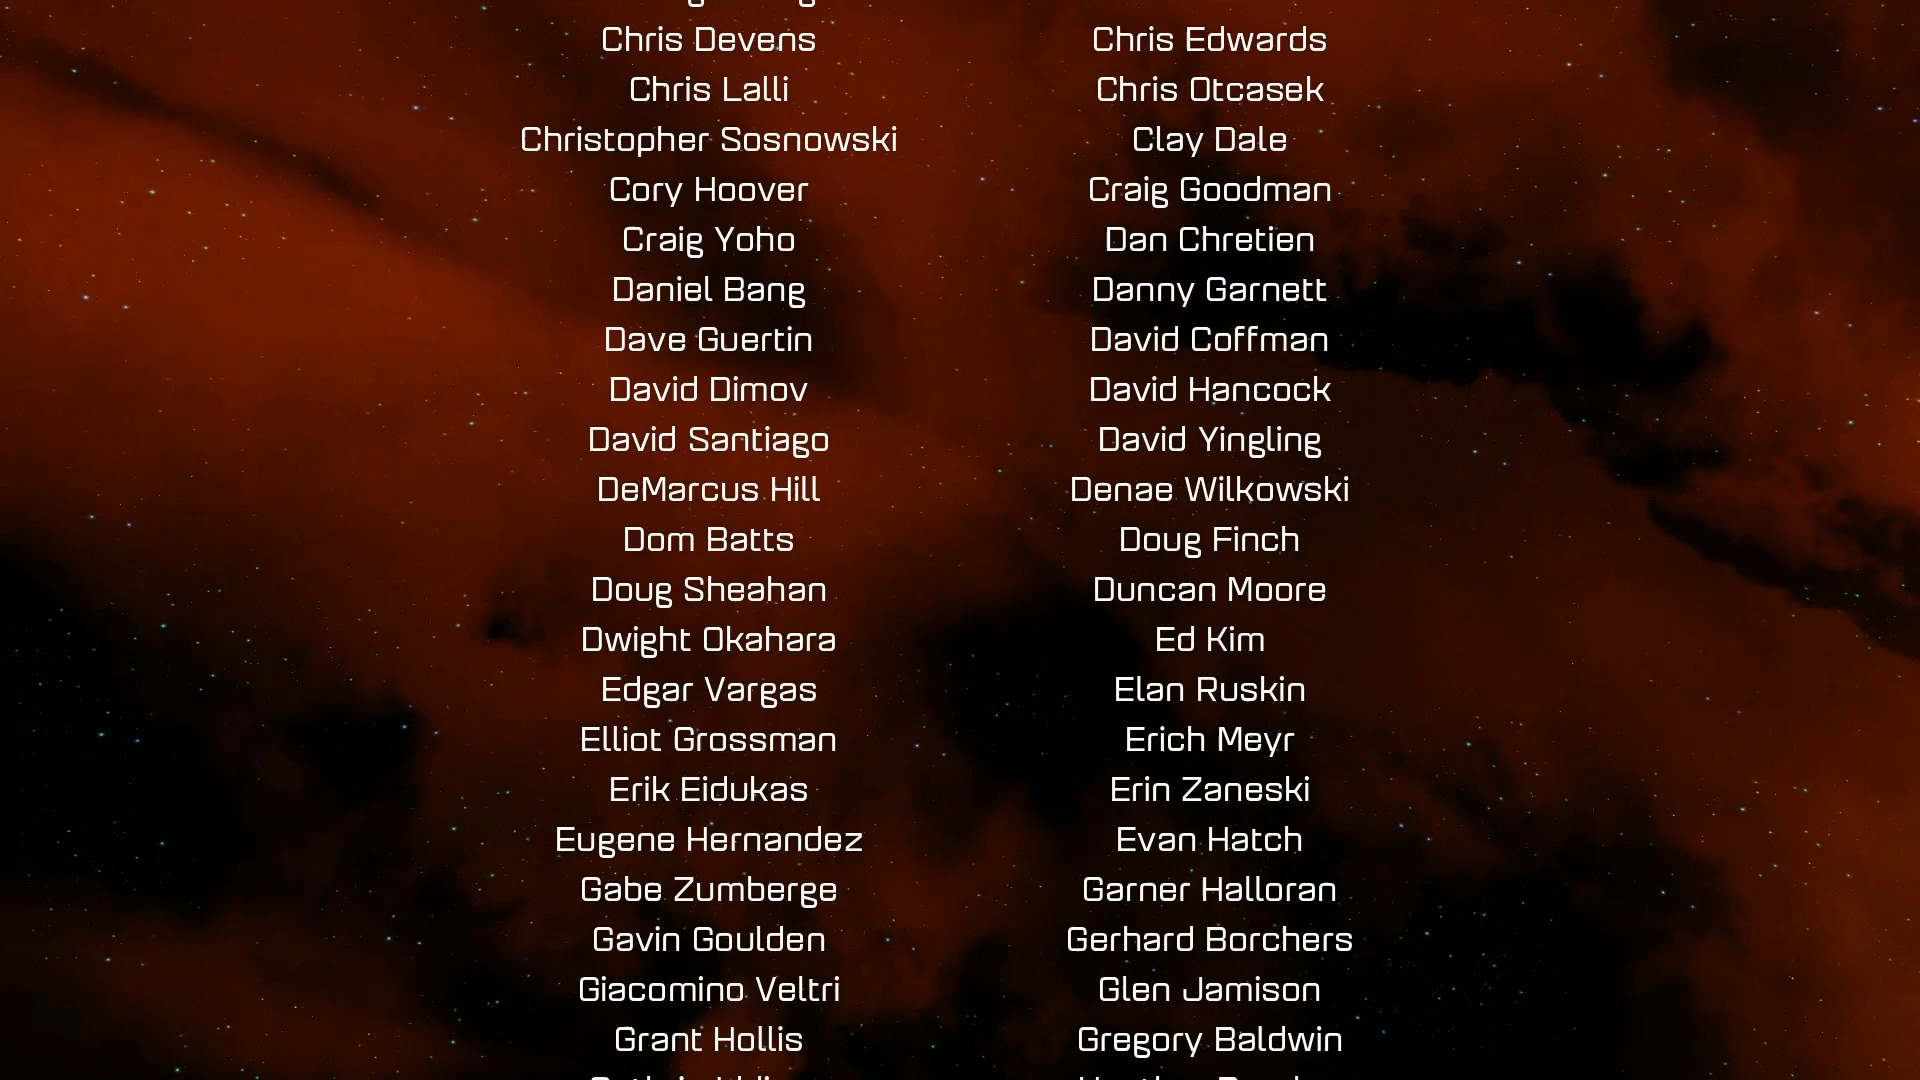 Chris Devens Chris Edwards
Chris Lalli Chris Otcasek
Christopher Sosnowski Clay Dale
Cory Hoover Craig Goodman
Craig Yoho Dan Chretien
Daniel Bang Danny Garnett
Dave Guertin David Coffman
David Dimov David Hancock
David Santiago David Yingling
DeMarcus Hill Denae Wilkowski
Dom Batts Doug Finch
Doug Sheahan Duncan Moore
Dwight Okahara Ed Kim
Edgar Vargas Elan Ruskin
Elliot Grossman Erich Meyr
Erik Eidukas Erin Zaneski
Eugene Hernandez Evan Hatch
Gabe Zumberge Garner Halloran
Gavin Goulden Gerhard Borchers
Giacomino Veltri Glen Jamison
Grant Hollis Gregory Baldwin